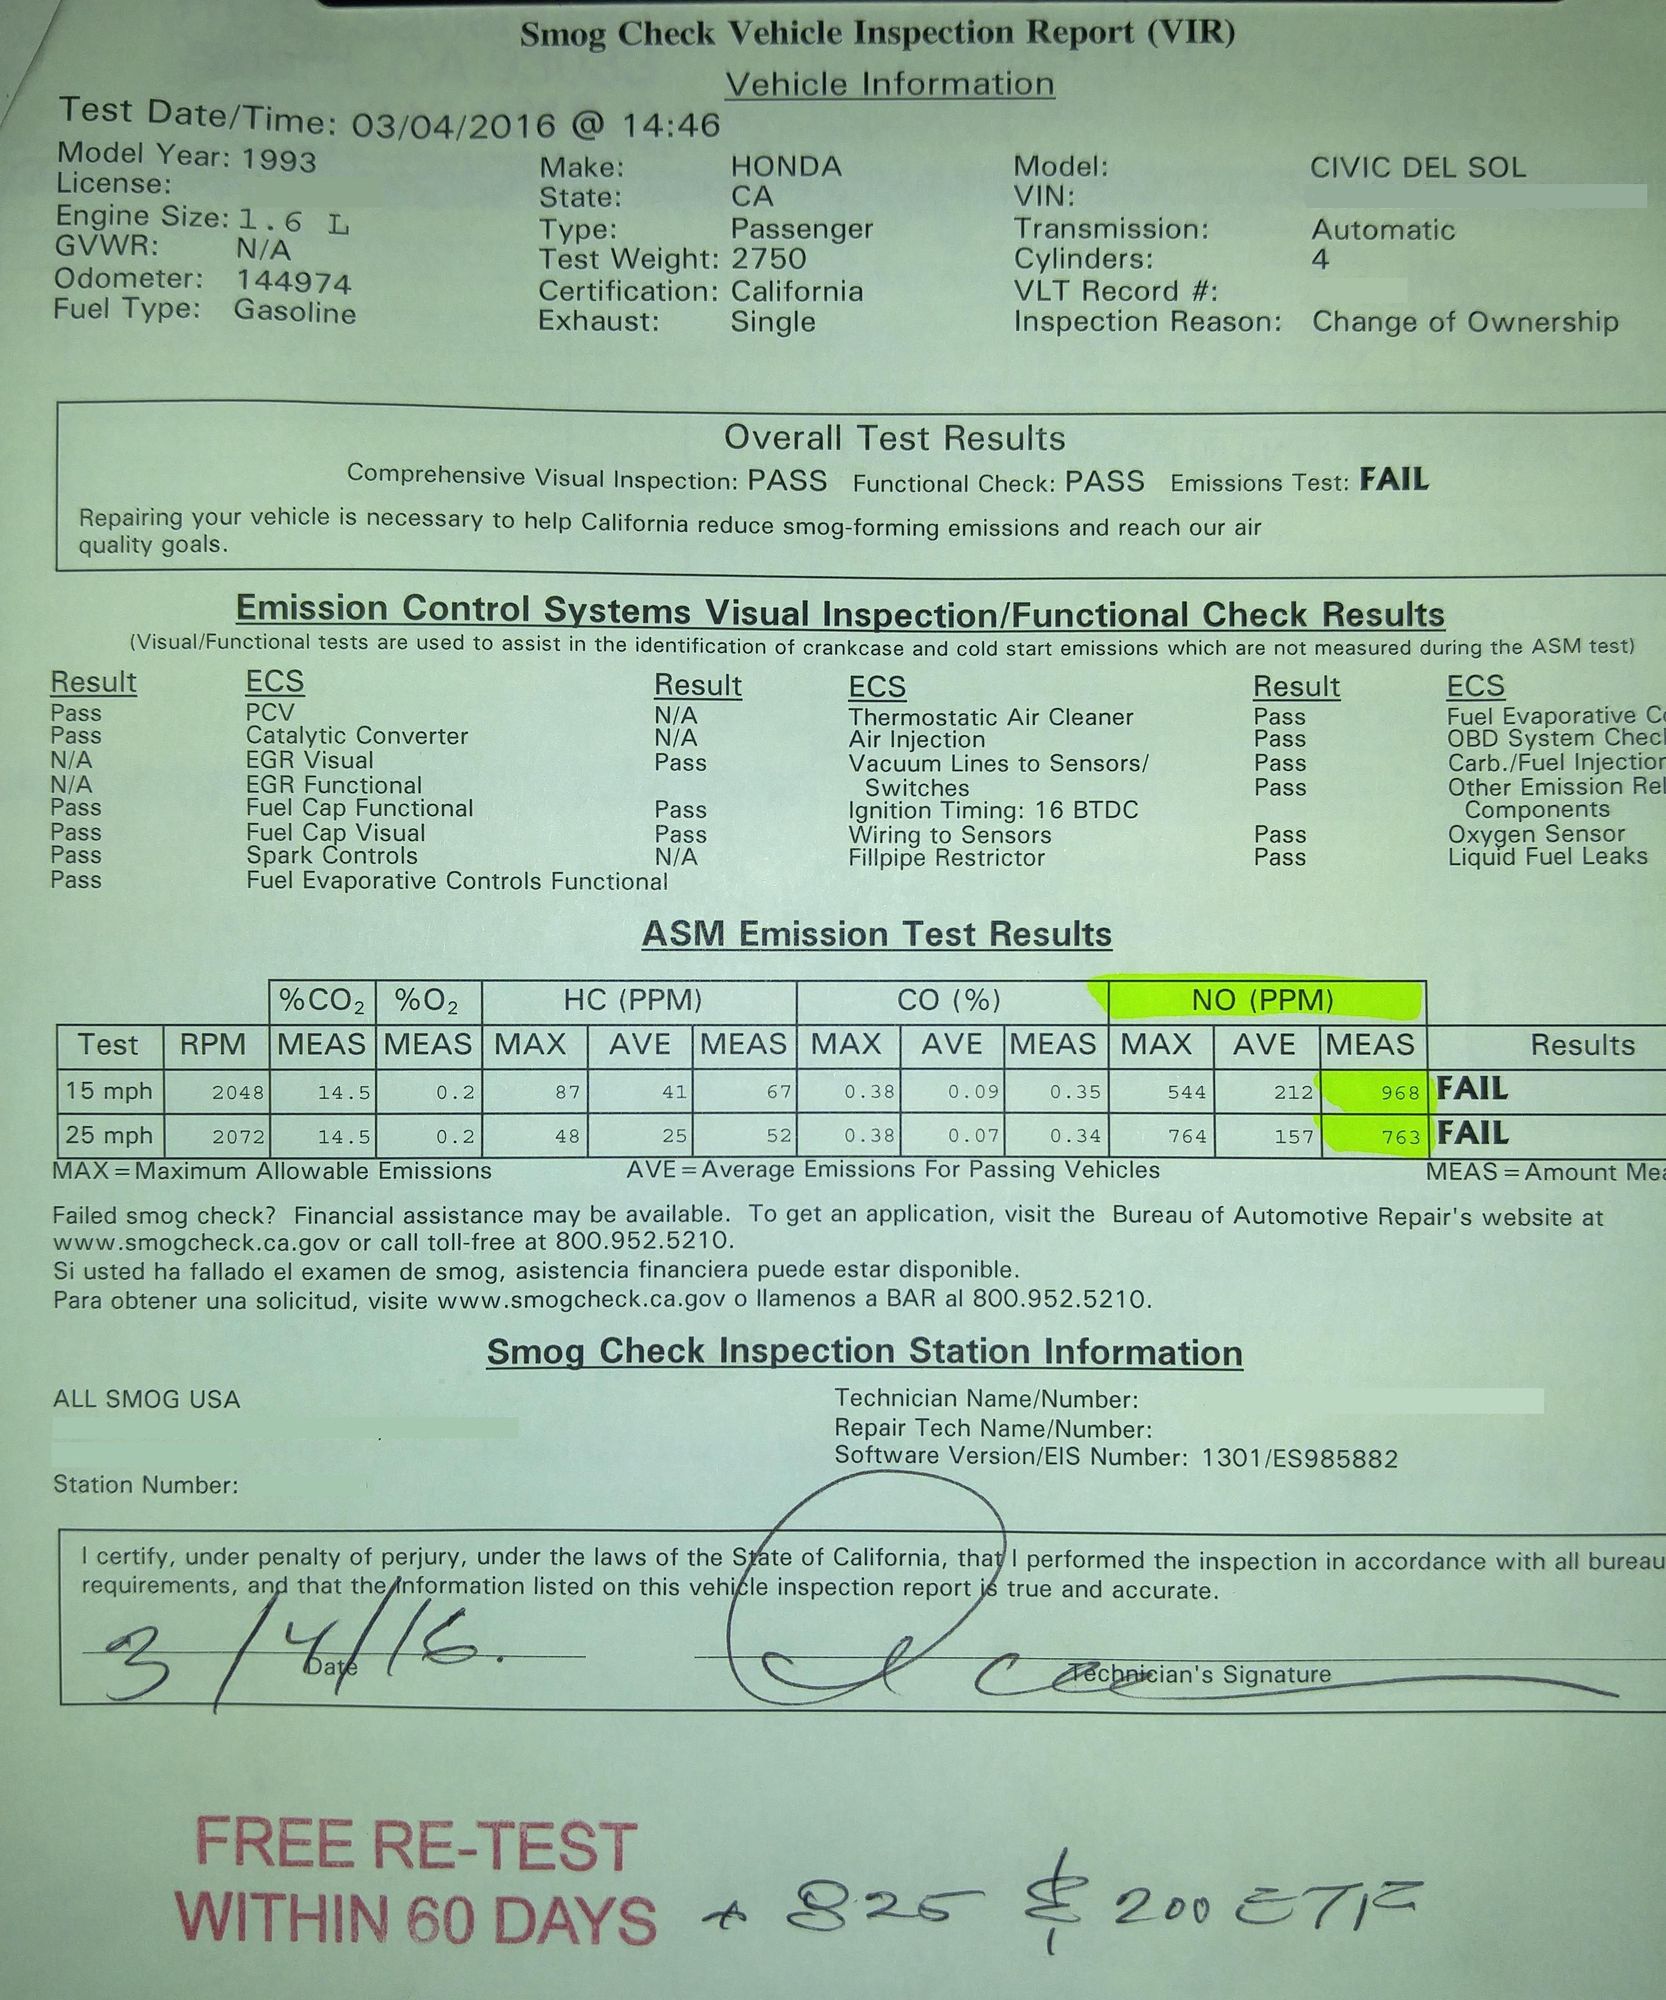 Smog Check Vehicle Inspection Report (VIR)
Vehicle Information
Test Date/Time: 03/04/2016 @ 14:46
Model Year: 1993 Make: HONDA Model: CIVIC DEL SOL
License: State: CA VIN:
Engine Size: 1.6 L Type: Passenger Transmission: Automatic
GVWR: N/A Test Weight: 2750 Cylinders: 4
Odometer: 144974 Certification: California VLT Record #:
Fuel Type: Gasoline Exhaust: Single Inspection Reason: Change of Ownership
Overall Test Results
Comprehensive Visual Inspection: PASS Functional Check: PASS Emissions Test: FAIL
Repairing your vehicle is necessary to help California reduce smog-forming emissions and reach our air
quality goals.
Emission Control Systems Visual Inspection/Functional Check Results
(Visual/Functional tests are used to assist in the identification of crankcase and cold start emissions which are not measured during the ASM test)
Result ECS Result ECS Result ECS
Pass PCV N/A Thermostatic Air Cleaner Pass Fuel Evaporative Co
Pass Catalytic Converter N/A Air Injection Pass OBD System Check
N/A EGR Visual Pass Vacuum Lines to Sensors/ Pass Carb./Fuel Injection
N/A EGR Functional Switches Pass Other Emission Rel
Pass Fuel Cap Functional Pass Ignition Timing: 16 BTDC Components
Pass Fuel Cap Visual Pass Wiring to Sensors Pass Oxygen Sensor
Pass Spark Controls N/A Fillpipe Restrictor Pass Liquid Fuel Leaks
Pass Fuel Evaporative Controls Functional
ASM Emission Test Results
%CO2 %O2 HC (PPM) CO (%) NO (PPM)
Test RPM MEAS MEAS MAX AVE MEAS MAX AVE MEAS MAX AVE MEAS Results
15 mph 2048 14.5 0.2 87 41 67 0.38 0.09 0.35 544 212 968 FAIL
25 mph 2072 14.5 0.2 48 25 52 0.38 0.07 0.34 764 157 763 FAIL
MAX=Maximum Allowable Emissions AVE=Average Emissions For Passing Vehicles MEAS=Amount Mea
Failed smog check? Financial assistance may be available. To get an application, visit the Bureau of Automotive Repair's website at
www.smogcheck.ca.gov or call toll-free at 800.952.5210.
Si usted ha fallado el examen de smog, asistencia financiera puede estar disponible.
Para obtener una solicitud, visite www.smogcheck.ca.gov o llamenos a BAR al 800.952.5210.
Smog Check Inspection Station Information
ALL SMOG USA Technician Name/Number:
Repair Tech Name/Number:
Software Version/EIS Number: 1301/ES985882
Station Number:
I certify, under penalty of perjury, under the laws of the State of California, that I performed the inspection in accordance with all bureau
requirements, and that the information listed on this vehicle inspection report is true and accurate.
3/4/16.
Date Technician's Signature
FREE RE-TEST
WITHIN 60 DAYS + 825 $ 200 ETF